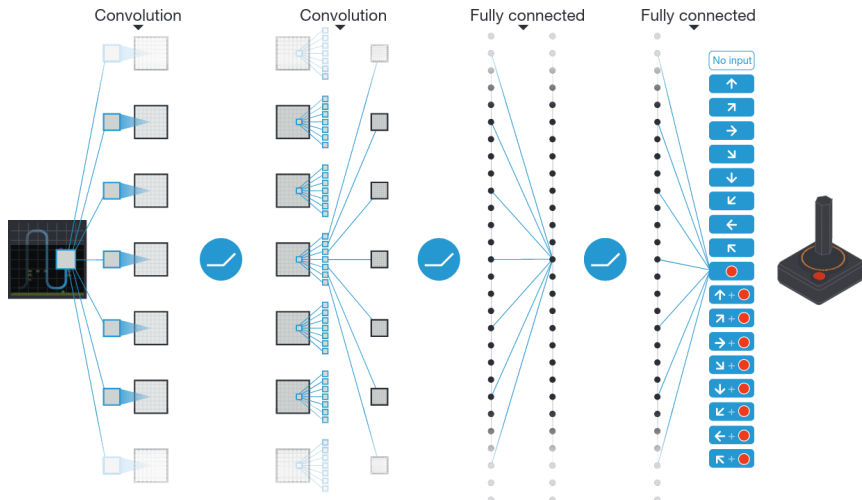 Convolution
Convolution
Fully connected
Fully connected
No input
+
+
+
+
+
+
+
+